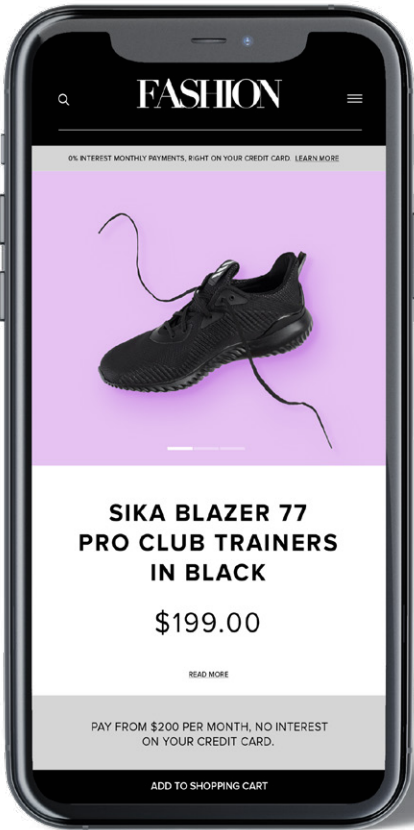 FASHION
0% INTEREST MONTHLY PAYMENTS, RIGHT ON YOUR CREDIT CARD. LEARN MORE
SIKA BLAZER 77
PRO CLUB TRAINERS
IN BLACK
$199.00
READ MORE
PAY FROM $200 PER MONTH, NO INTEREST
ON YOUR CREDIT CARD.
ADD TO SHOPPING CART